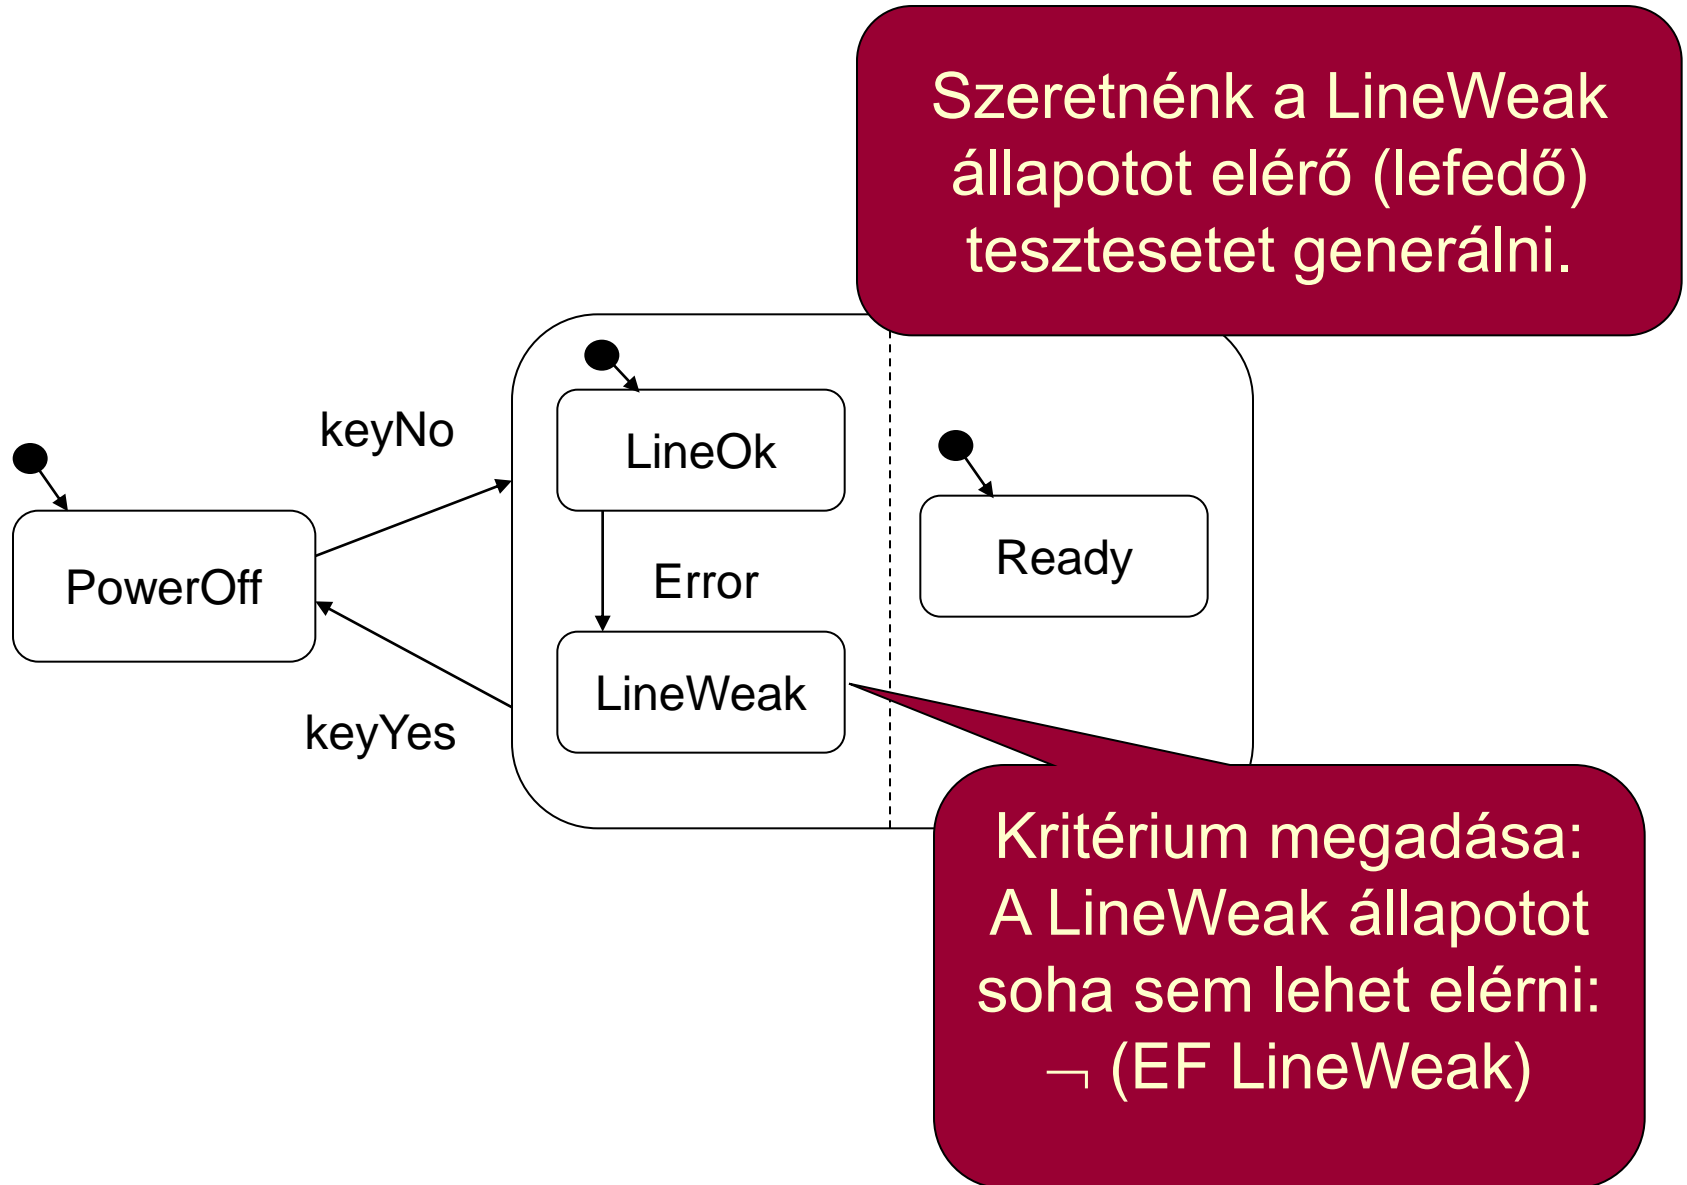 Szeretnénk a LineWeak
állapotot elérő (lefedő)
tesztesetet generálni.
keyNo
LineOk
Ready
PowerOff
Error
LineWeak
keyYes
Kritérium megadása:
A LineWeak állapotot
soha sem lehet elérni:
¬ (EF LineWeak)